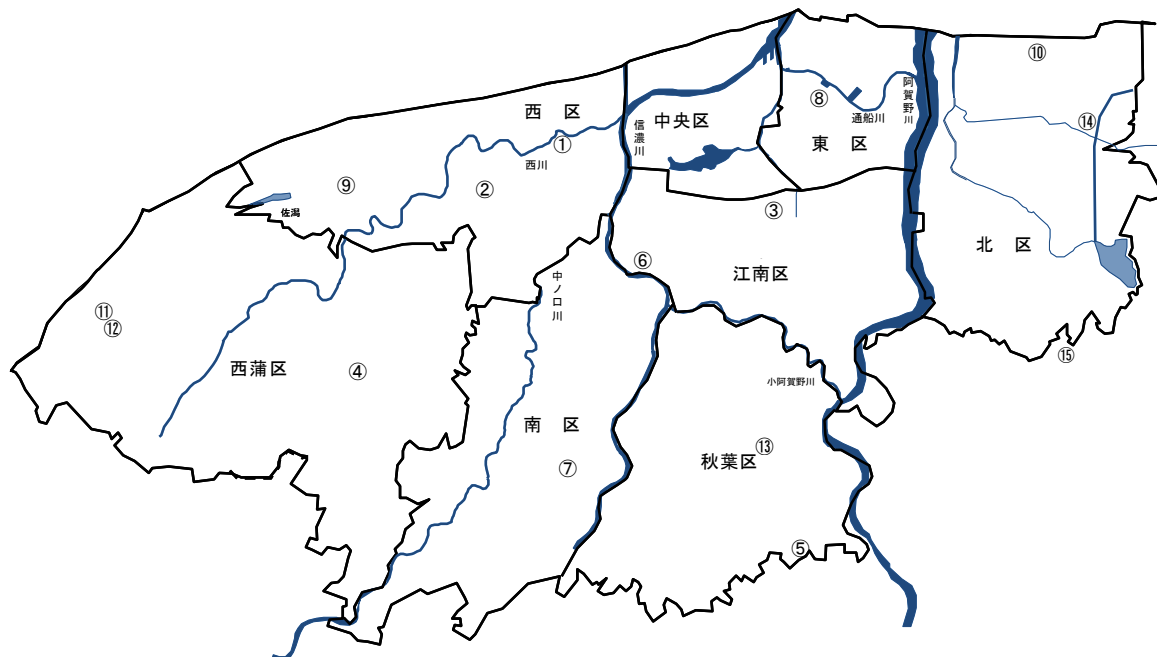 ⑩
⑧
阿賀野川
通船川
⑭
西 区
①
西川
信濃川
中央区
東 区
⑨
②
佐潟
③
北 区
⑥
江南区
中ノ口川
⑪
⑫
西蒲区
④
⑮
小阿賀野川
南 区
⑦
秋葉区
⑬
⑤